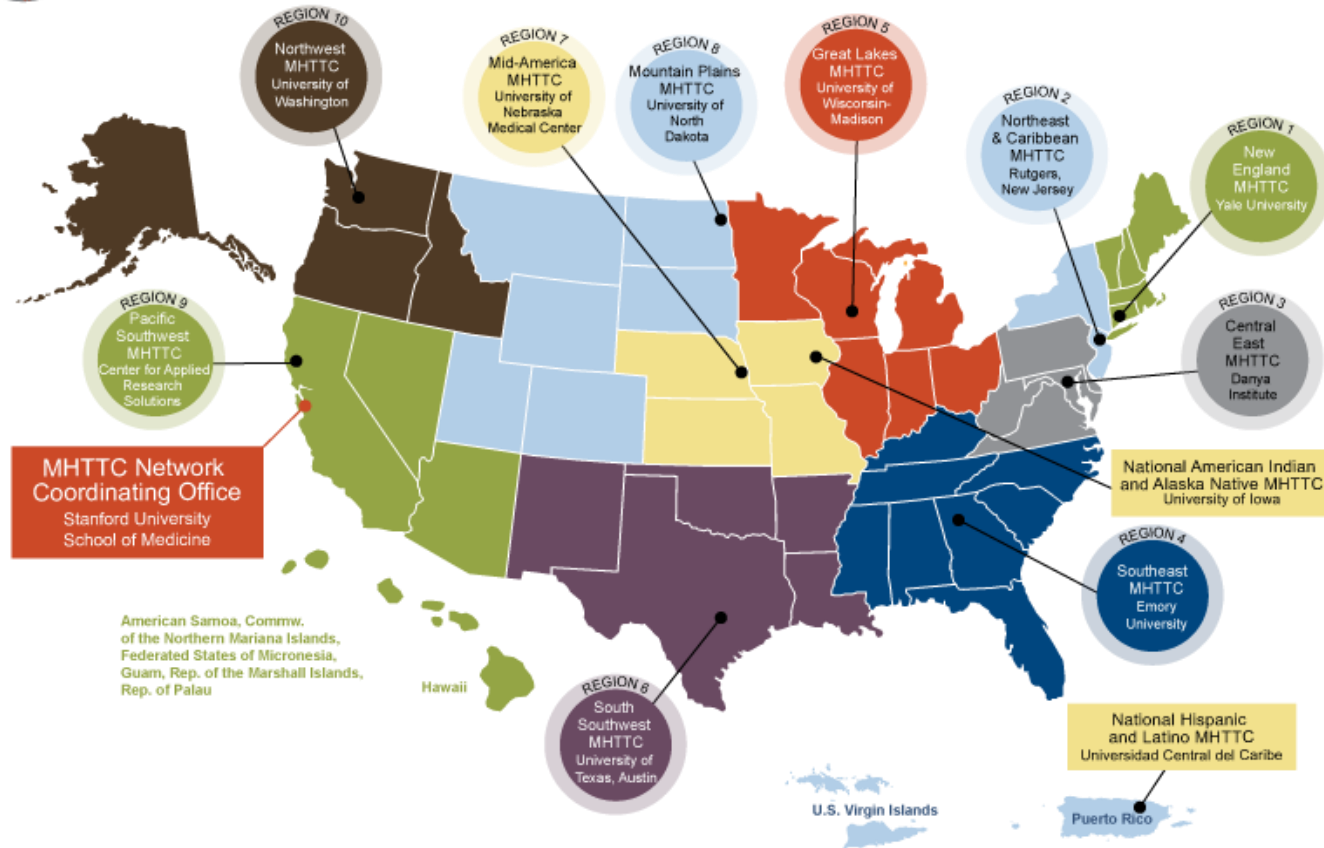 REGION 10
Northwest
MHTTC
University of
Washington
REGION 7
Mid-America
MHTTC
University of
Nebraska
Medical Center
REGION 8
Mountain Plains
MHTTC
University of
North
Dakota
REGION 5
Great Lakes
MHTTC
University of
Wisconsin-
Madison
REGION 2
Northeast
& Caribbean
MHTTC
Rutgers,
New Jersey
REGION 1
New
England
MHTTC
Yale University
REGION 9
Pacific
Southwest
MHTTC
Center for Applied
Research
Solutions
REGION 3
Central
East
MHTTC
Danya
Institute
MHTTC Network
Coordinating Office
Stanford University
School of Medicine
National American Indian
and Alaska Native MHTTC
University of Iowa
REGION 4
Southeast
MHTTC
Emory
University
American Samoa, Commw.
of the Northern Mariana Islands,
Federated States of Micronesia,
Guam, Rep. of the Marshall Islands,
Rep. of Palau
Hawaii
REGION 6
South
Southwest
MHTTC
University of
Texas, Austin
National Hispanic
and Latino MHTTC
Universidad Central del Caribe
U.S. Virgin Islands
Puerto Rico